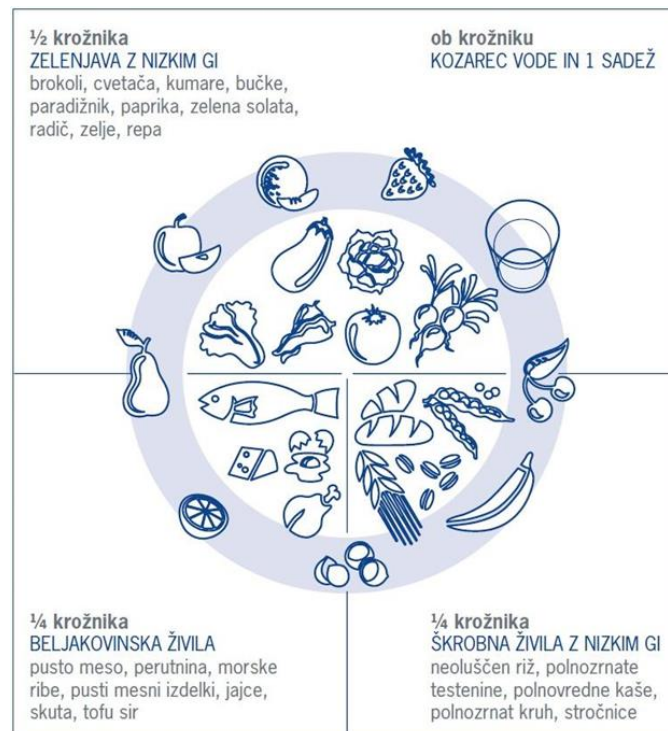 ½ krožnika
ZELENJAVA Z NIZKIM GI
brokoli, cvetača, kumare, bučke,
paradižnik, paprika, zelena solata,
radič, zelje, repa
ob krožniku
KOZAREC VODE IN 1 SADEŽ
¼ krožnika
BELJAKOVINSKA ŽIVILA
pusto meso, perutnina, morske
ribe, pusti mesni izdelki, jajce,
skuta, tofu sir
¼ krožnika
ŠKROBNA ŽIVILA Z NIZKIM GI
neoluščen riž, polnozrnate
testenine, polnovredne kaše,
polnozrnat kruh, stročnice